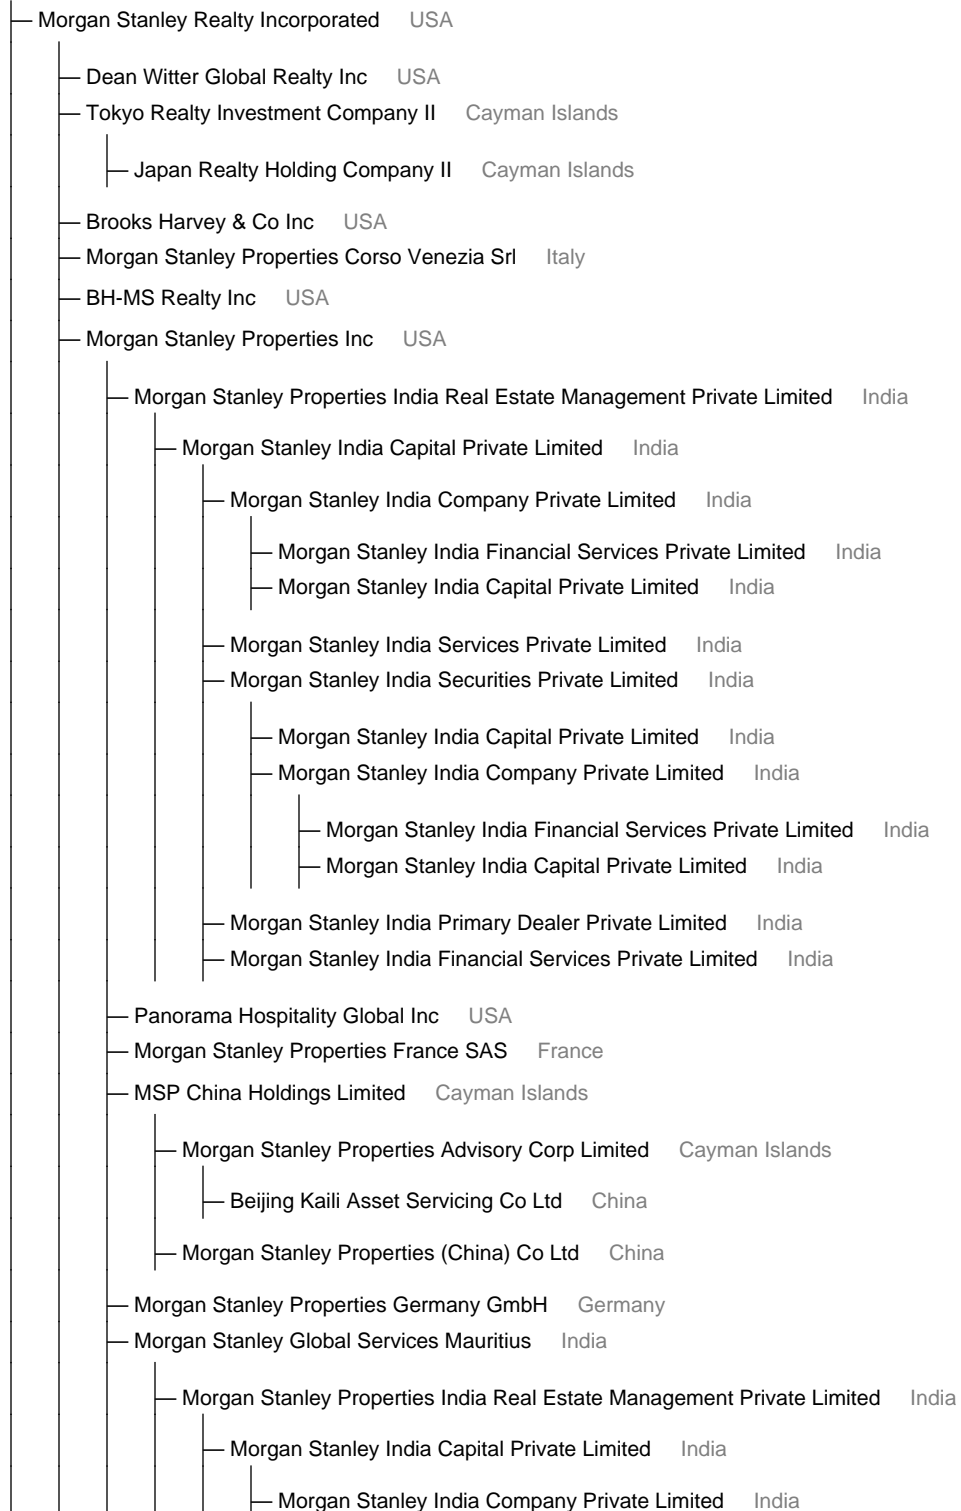 Morgan Stanley Realty Incorporated USA
Dean Witter Global Realty Inc USA
Tokyo Realty Investment Company II Cayman Islands
Japan Realty Holding Company II Cayman Islands
Brooks Harvey & Co Inc USA
Morgan Stanley Properties Corso Venezia Srl Italy
BH-MS Realty Inc USA
Morgan Stanley Properties Inc USA
Morgan Stanley Properties India Real Estate Management Private Limited India
Morgan Stanley India Capital Private Limited India
Morgan Stanley India Company Private Limited India
Morgan Stanley India Financial Services Private Limited India
Morgan Stanley India Capital Private Limited India
Morgan Stanley India Services Private Limited India
Morgan Stanley India Securities Private Limited India
Morgan Stanley India Capital Private Limited India
Morgan Stanley India Company Private Limited India
Morgan Stanley India Financial Services Private Limited India
Morgan Stanley India Capital Private Limited India
Morgan Stanley India Primary Dealer Private Limited India
Morgan Stanley India Financial Services Private Limited India
Panorama Hospitality Global Inc USA
Morgan Stanley Properties France SAS France
MSP China Holdings Limited Cayman Islands
Morgan Stanley Properties Advisory Corp Limited Cayman Islands
Beijing Kaili Asset Servicing Co Ltd China
Morgan Stanley Properties (China) Co Ltd China
Morgan Stanley Properties Germany GmbH Germany
Morgan Stanley Global Services Mauritius India
Morgan Stanley Properties India Real Estate Management Private Limited India
Morgan Stanley India Capital Private Limited India
Morgan Stanley India Company Private Limited India